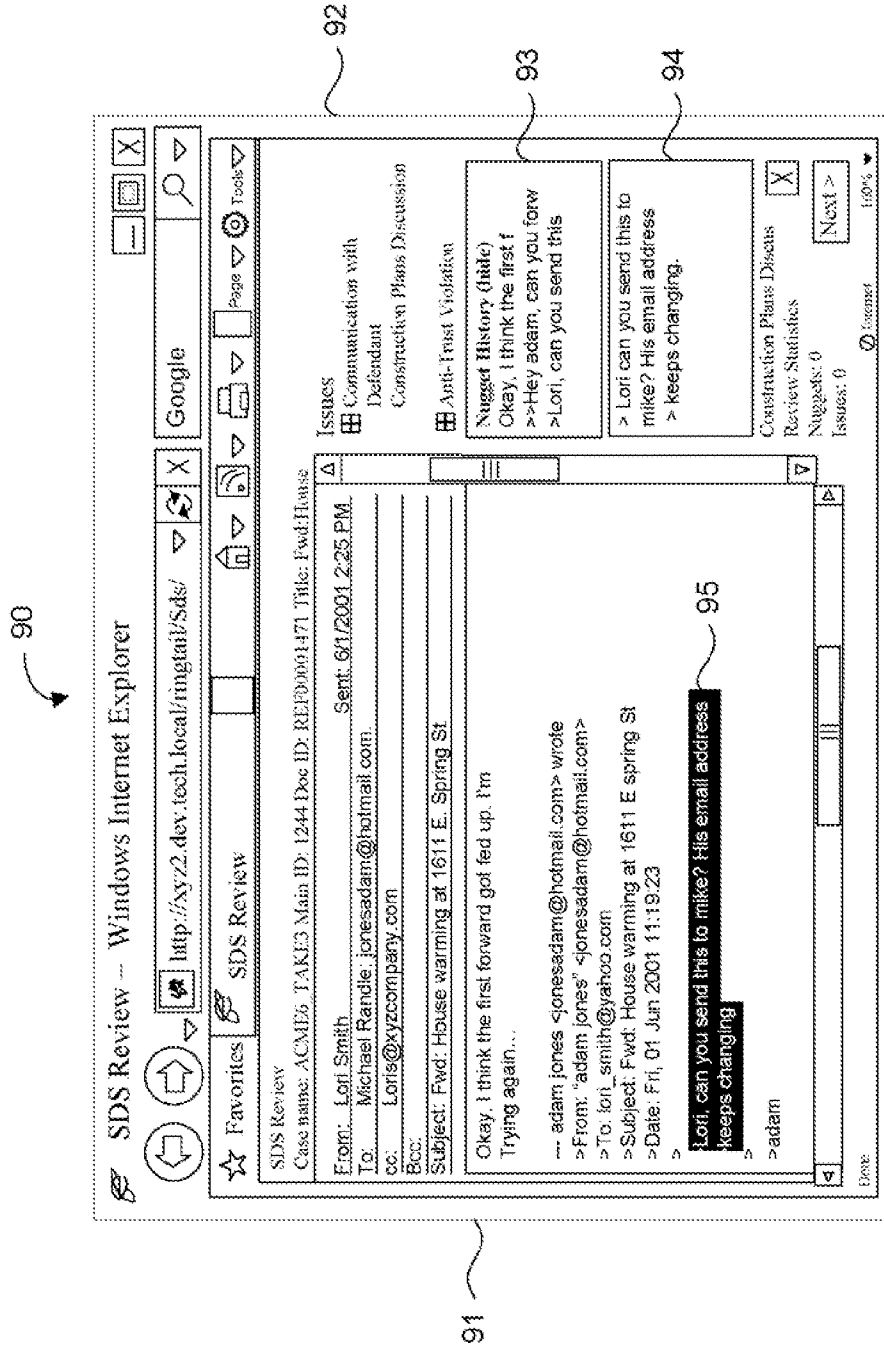 90
SDS Review – Windows Internet Explorer
http://xyz2.dev.tech.local/ringtail/Sds/
Google
Favorites
SDS Review
Page
Tools
SDS Review
Case name: ACME6_TAKE3 Main ID: 1244 Doc ID: REF00001471 Title: Fwd:House
From: Lori Smith Sent: 6/1/2001 2:25 PM
To: Michael Randle; jonesadam@hotmail.com
cc: Loris@xyzcompany.com
Bcc:
Subject: Fwd: House warming at 1611 E. Spring St
Okay, I think the first forward got fed up. I'm
Trying again...
--- adam jones <jonesadam@hotmail.com> wrote
>From: "adam jones" <jonesadam@hotmail.com>
>To: lori_smith@yahoo.com
>Subject: Fwd: House warming at 1611 E spring St
>Date: Fri, 01 Jun 2001 11:19:23
>
>Lori, can you send this to mike? His email address
>keeps changing
>
>adam
Issues
Communication with
Defendant
Construction Plans Discussion
Anti-Trust Violation
Nugget History (hide)
Okay, I think the first f
>>Hey adam, can you forw
>Lori, can you send this
> Lori can you send this to
mike? His email address
> keeps changing.
Construction Plans Discus
X
Review Statistics
Nuggets: 0
Issues: 0
Next >
Done
Internet
160%
91
92
93
94
95